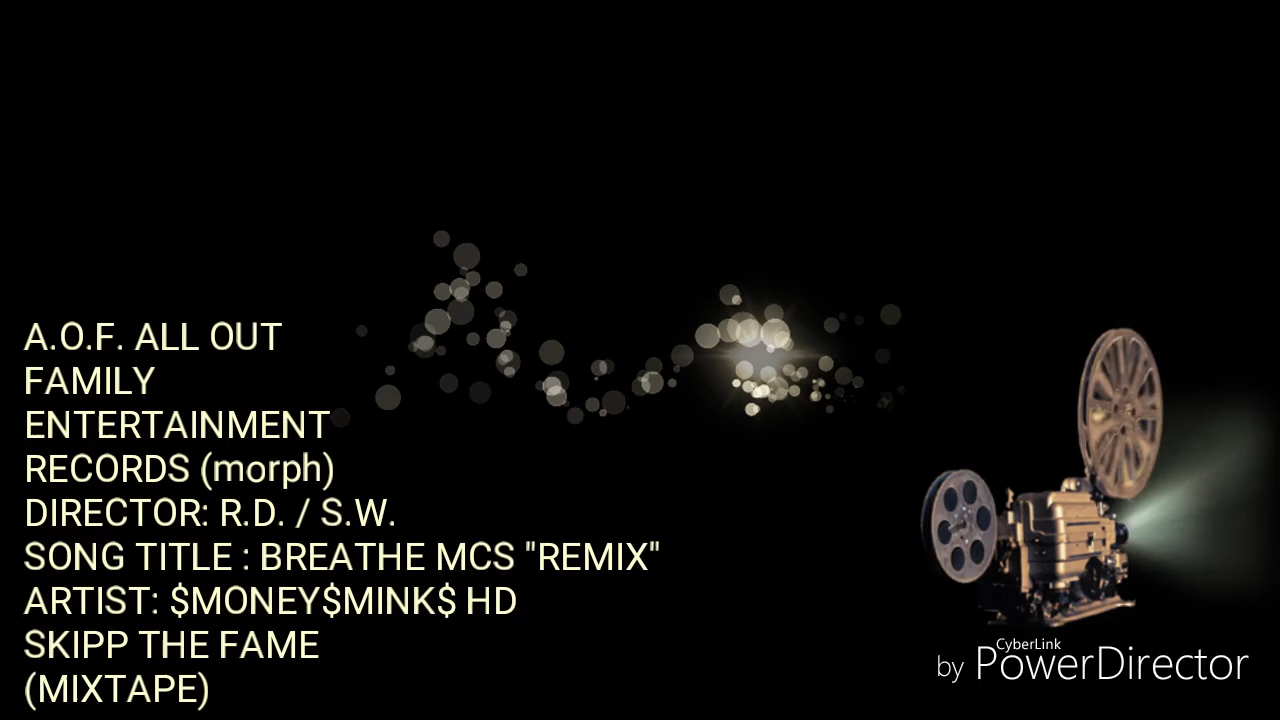 A.O.F. ALL OUT
FAMILY
ENTERTAINMENT
RECORDS (morph)
DIRECTOR: R.D. / S.W.
SONG TITLE : BREATHE MCS "REMIX"
ARTIST: $MONEY$MINK$ HD
SKIPP THE FAME
(MIXTAPE)
CyberLink
by PowerDirector